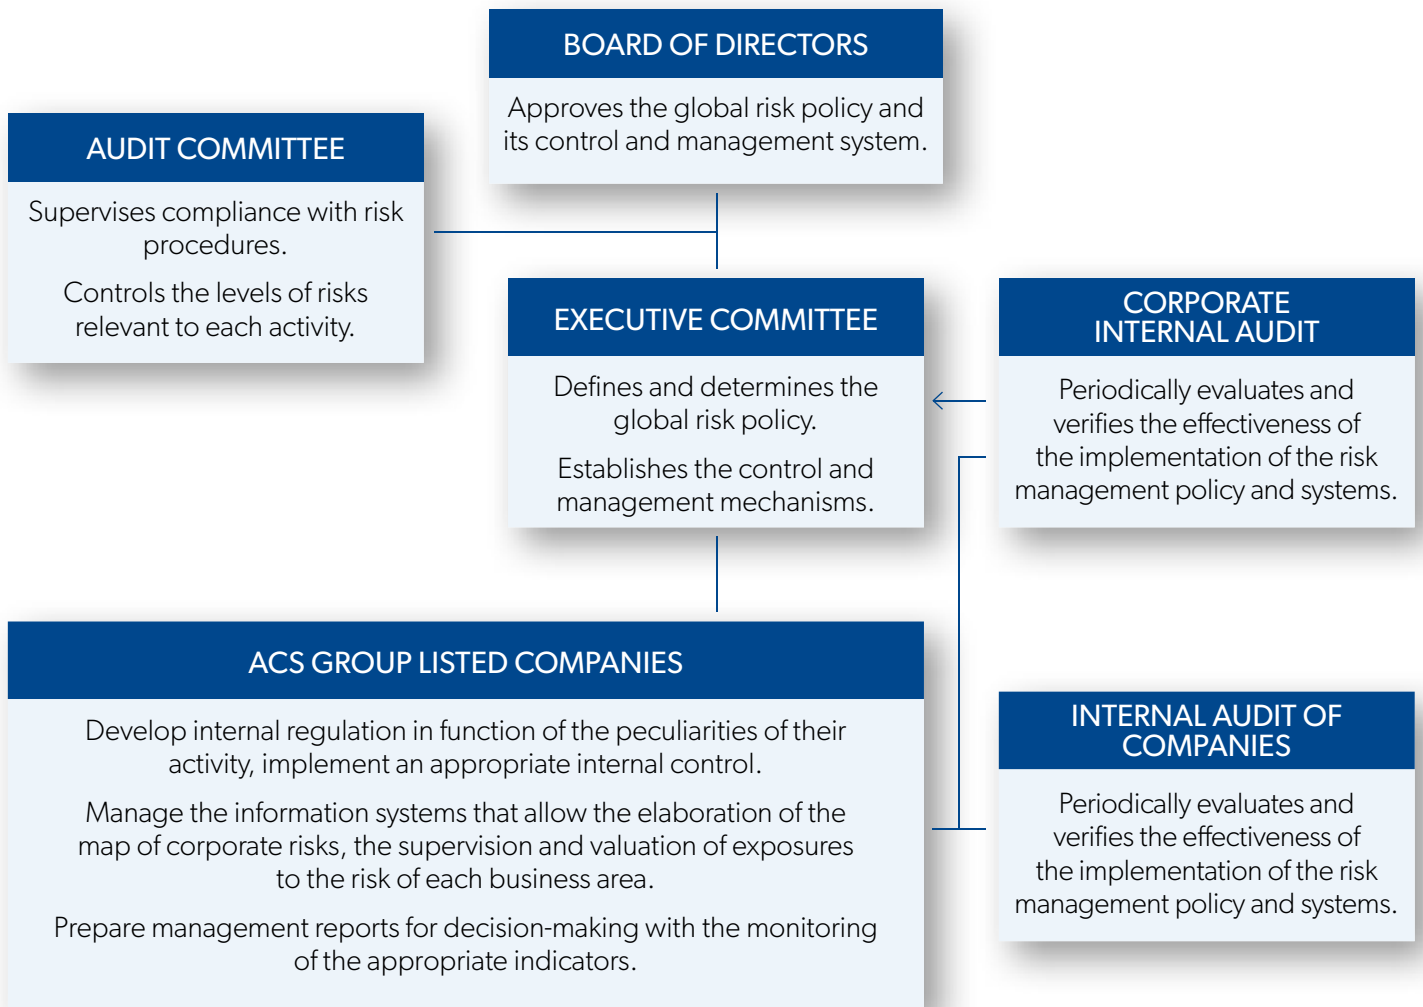 BOARD OF DIRECTORS
Approves the global risk policy and
its control and management system.
AUDIT COMMITTEE
Supervises compliance with risk
procedures.
Controls the levels of risks
relevant to each activity.
EXECUTIVE COMMITTEE
Defines and determines the
global risk policy.
Establishes the control and
management mechanisms.
CORPORATE
INTERNAL AUDIT
Periodically evaluates and
verifies the effectiveness of
the implementation of the risk
management policy and systems.
ACS GROUP LISTED COMPANIES
Develop internal regulation in function of the peculiarities of their
activity, implement an appropriate internal control.
Manage the information systems that allow the elaboration of the
map of corporate risks, the supervision and valuation of exposures
to the risk of each business area.
Prepare management reports for decision-making with the monitoring
of the appropriate indicators.
INTERNAL AUDIT OF
COMPANIES
Periodically evaluates and
verifies the effectiveness of
the implementation of the risk
management policy and systems.